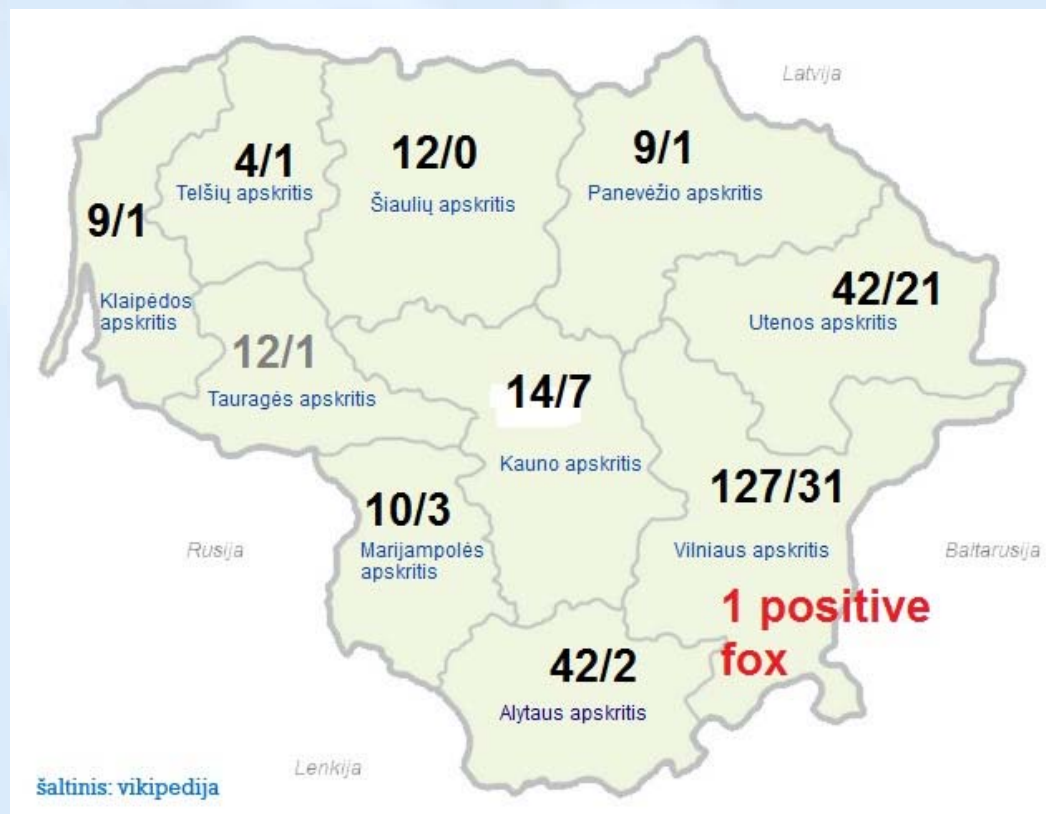 Latvija
4/1
Telšių apskritis
12/0
Šiaulių apskritis
9/1
Panevėžio apskritis
9/1
Klaipėdos
apskritis
42/21
Utenos apskritis
12/1
Tauragės apskritis
14/7
Kauno apskritis
127/31
Vilniaus apskritis
10/3
Marijampolės
apskritis
Rusija
Baltarusija
1 positive
fox
42/2
Alytaus apskritis
Lenkija
šaltinis: vikipedija